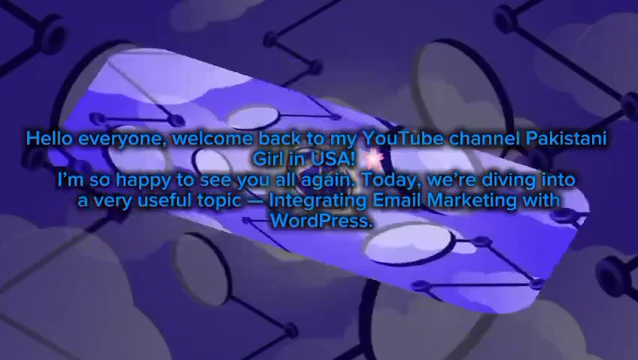 Hello everyone, welcome back to my YouTube channel Pakistani
Girl in USA!
I'm so happy to see you all again. Today, we're diving into
a very useful topic — Integrating Email Marketing with
WordPress.